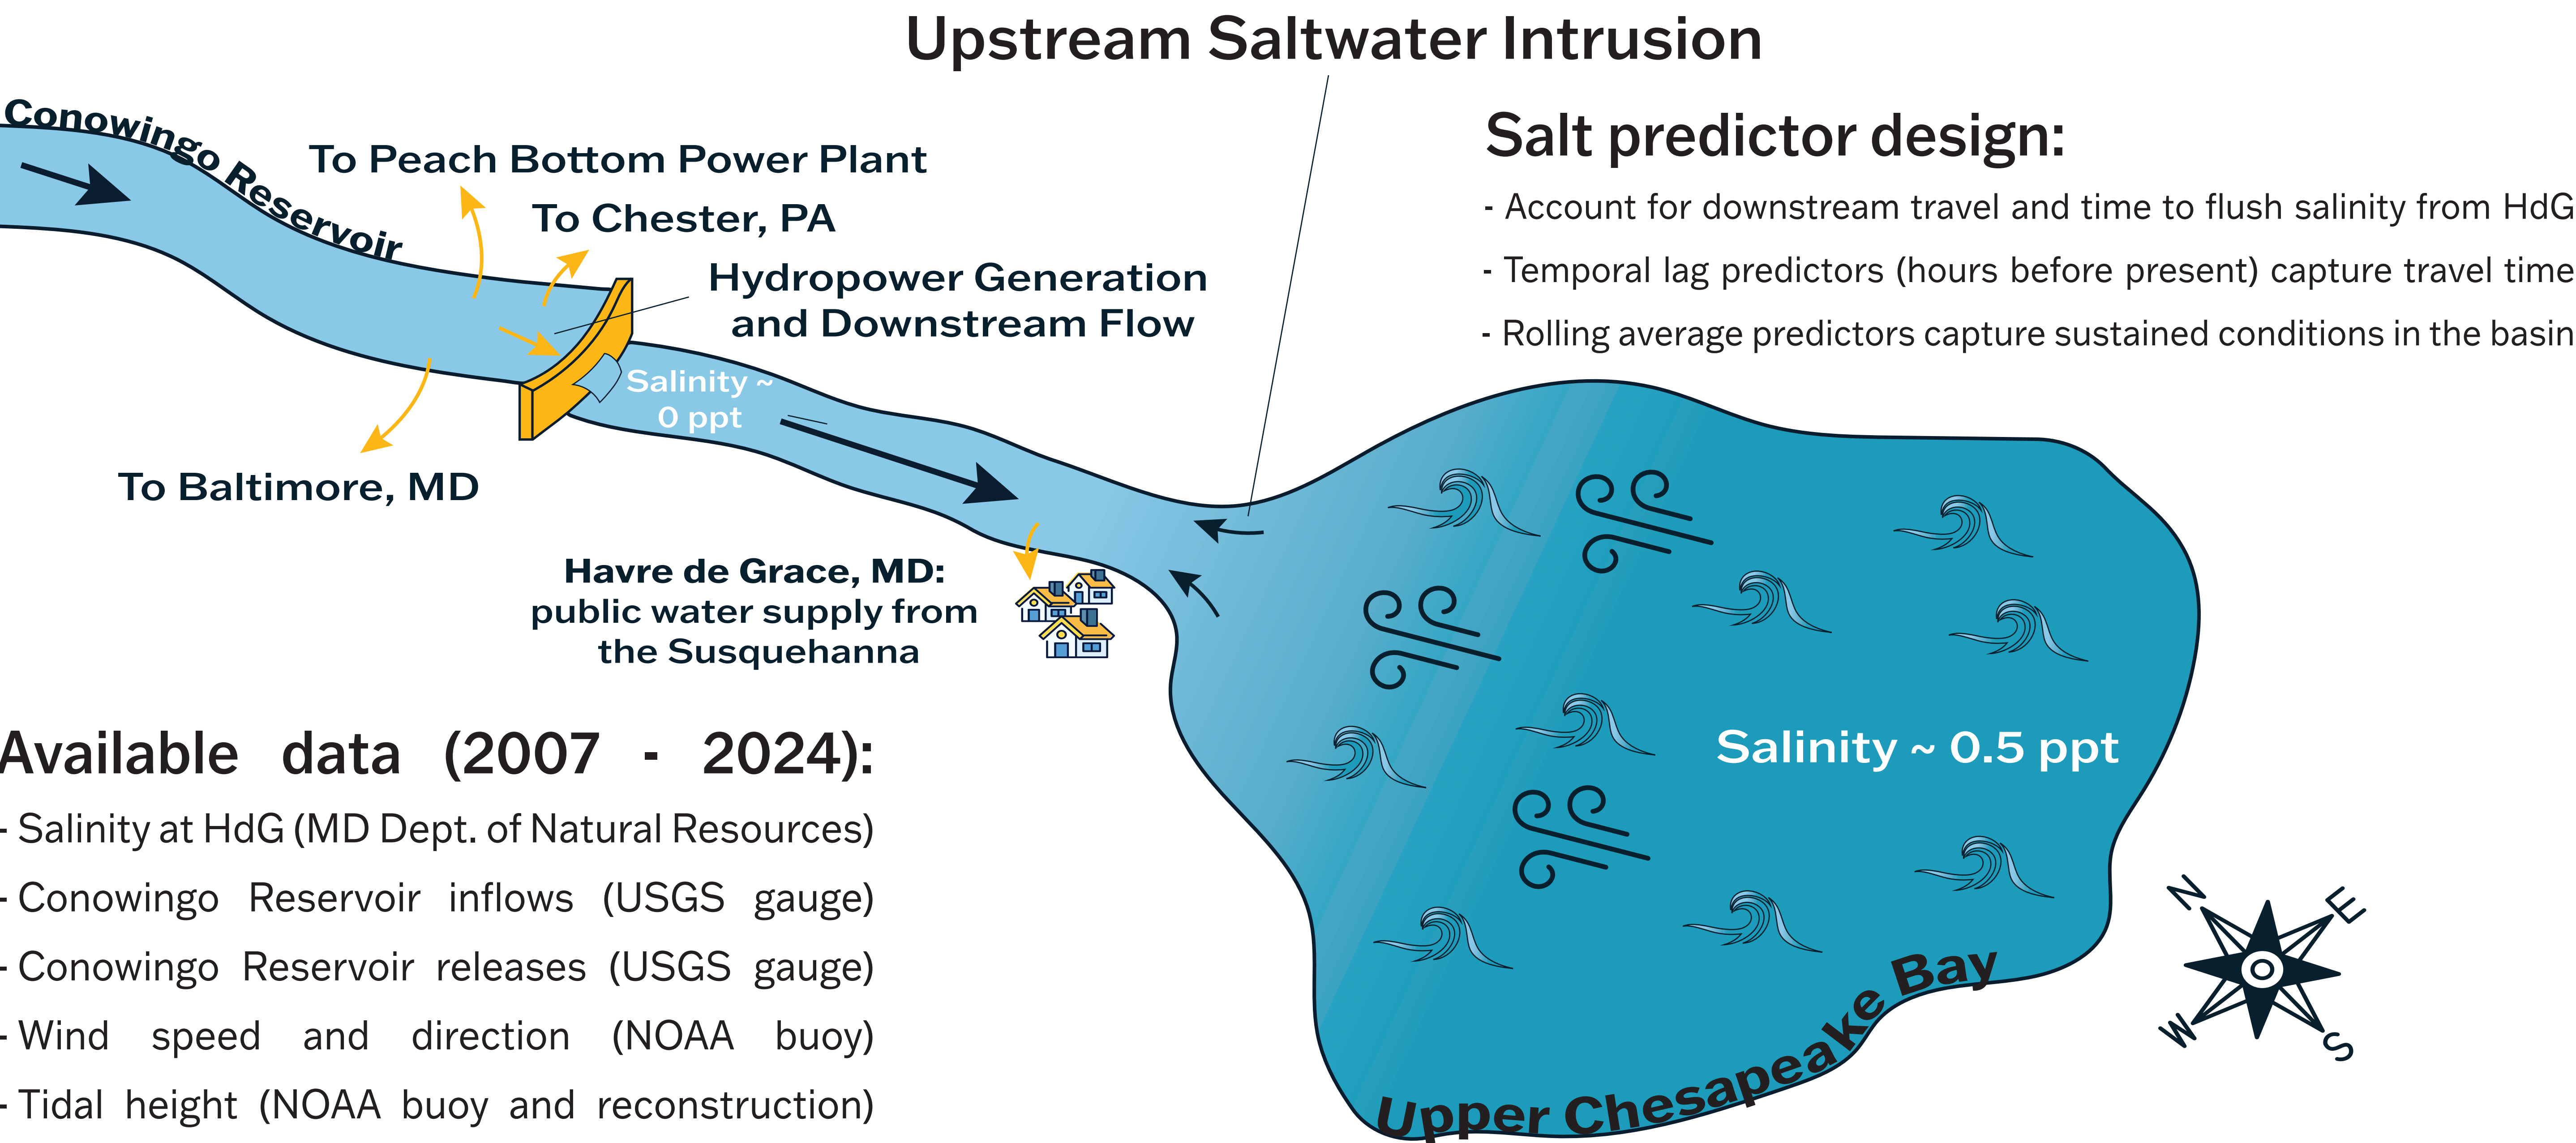 Upstream Saltwater Intrusion
Conowingo Reservoir
To Peach Bottom Power Plant
To Chester, PA
Hydropower Generation
and Downstream Flow
Salinity ~
0 ppt
To Baltimore, MD
Havre de Grace, MD:
public water supply from
the Susquehanna
Salt predictor design:
- Account for downstream travel and time to flush salinity from HdG
- Temporal lag predictors (hours before present) capture travel time
- Rolling average predictors capture sustained conditions in the basin
Available data (2007 - 2024):
- Salinity at HdG (MD Dept. of Natural Resources)
- Conowingo Reservoir inflows (USGS gauge)
- Conowingo Reservoir releases (USGS gauge)
- Wind speed and direction (NOAA buoy)
- Tidal height (NOAA buoy and reconstruction)
Salinity ~ 0.5 ppt
Upper Chesapeake Bay
N
E
W
S